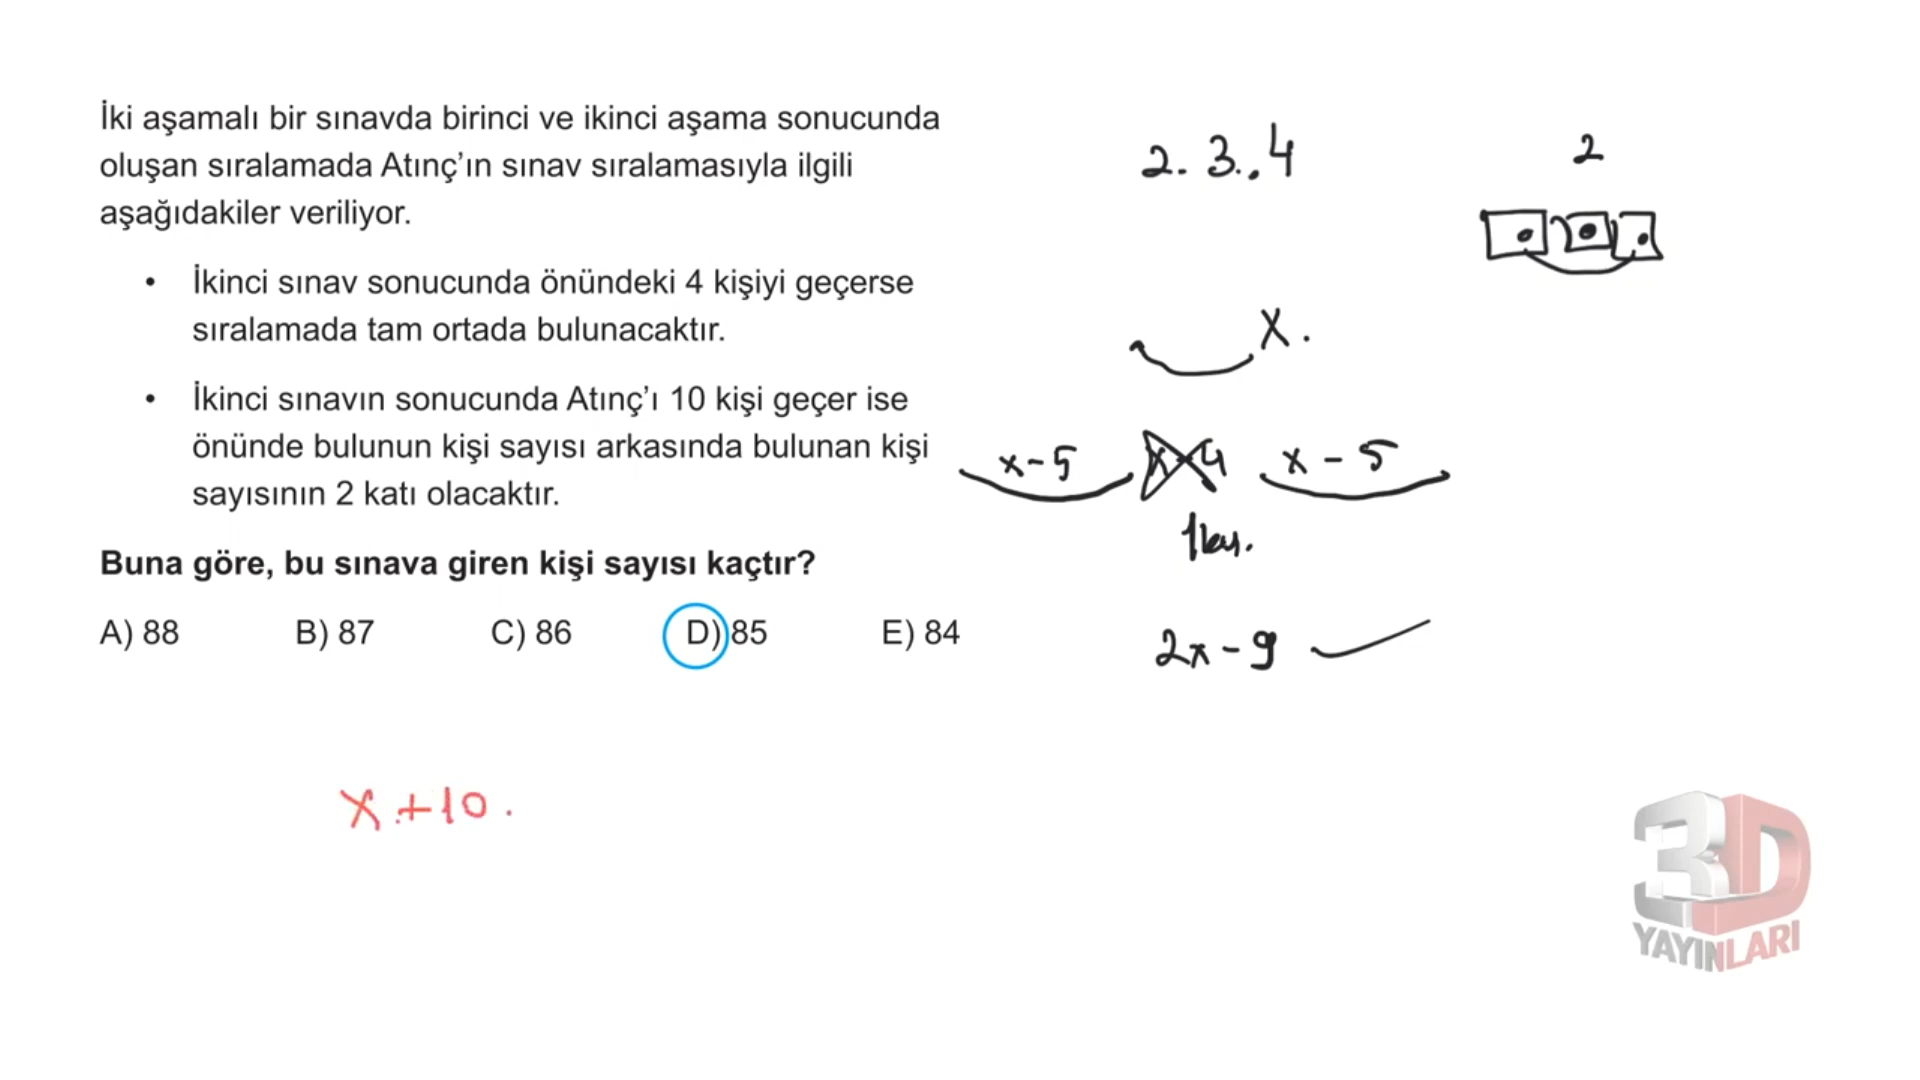 İki aşamalı bir sınavda birinci ve ikinci aşama sonucunda
oluşan sıralamada Atınç’ın sınav sıralamasıyla ilgili
aşağıdakiler veriliyor.
• İkinci sınav sonucunda önündeki 4 kişiyi geçerse
sıralamada tam ortada bulunacaktır.
• İkinci sınavın sonucunda Atınç’ı 10 kişi geçer ise
önünde bulunun kişi sayısı arkasında bulunan kişi
sayısının 2 katı olacaktır.
Buna göre, bu sınava giren kişi sayısı kaçtır?
A) 88 B) 87 C) 86 D) 85 E) 84
x+10.
2. 3., 4
2
x.
x-5 x-4 x-5
2x-9
3D
YAYINLARI